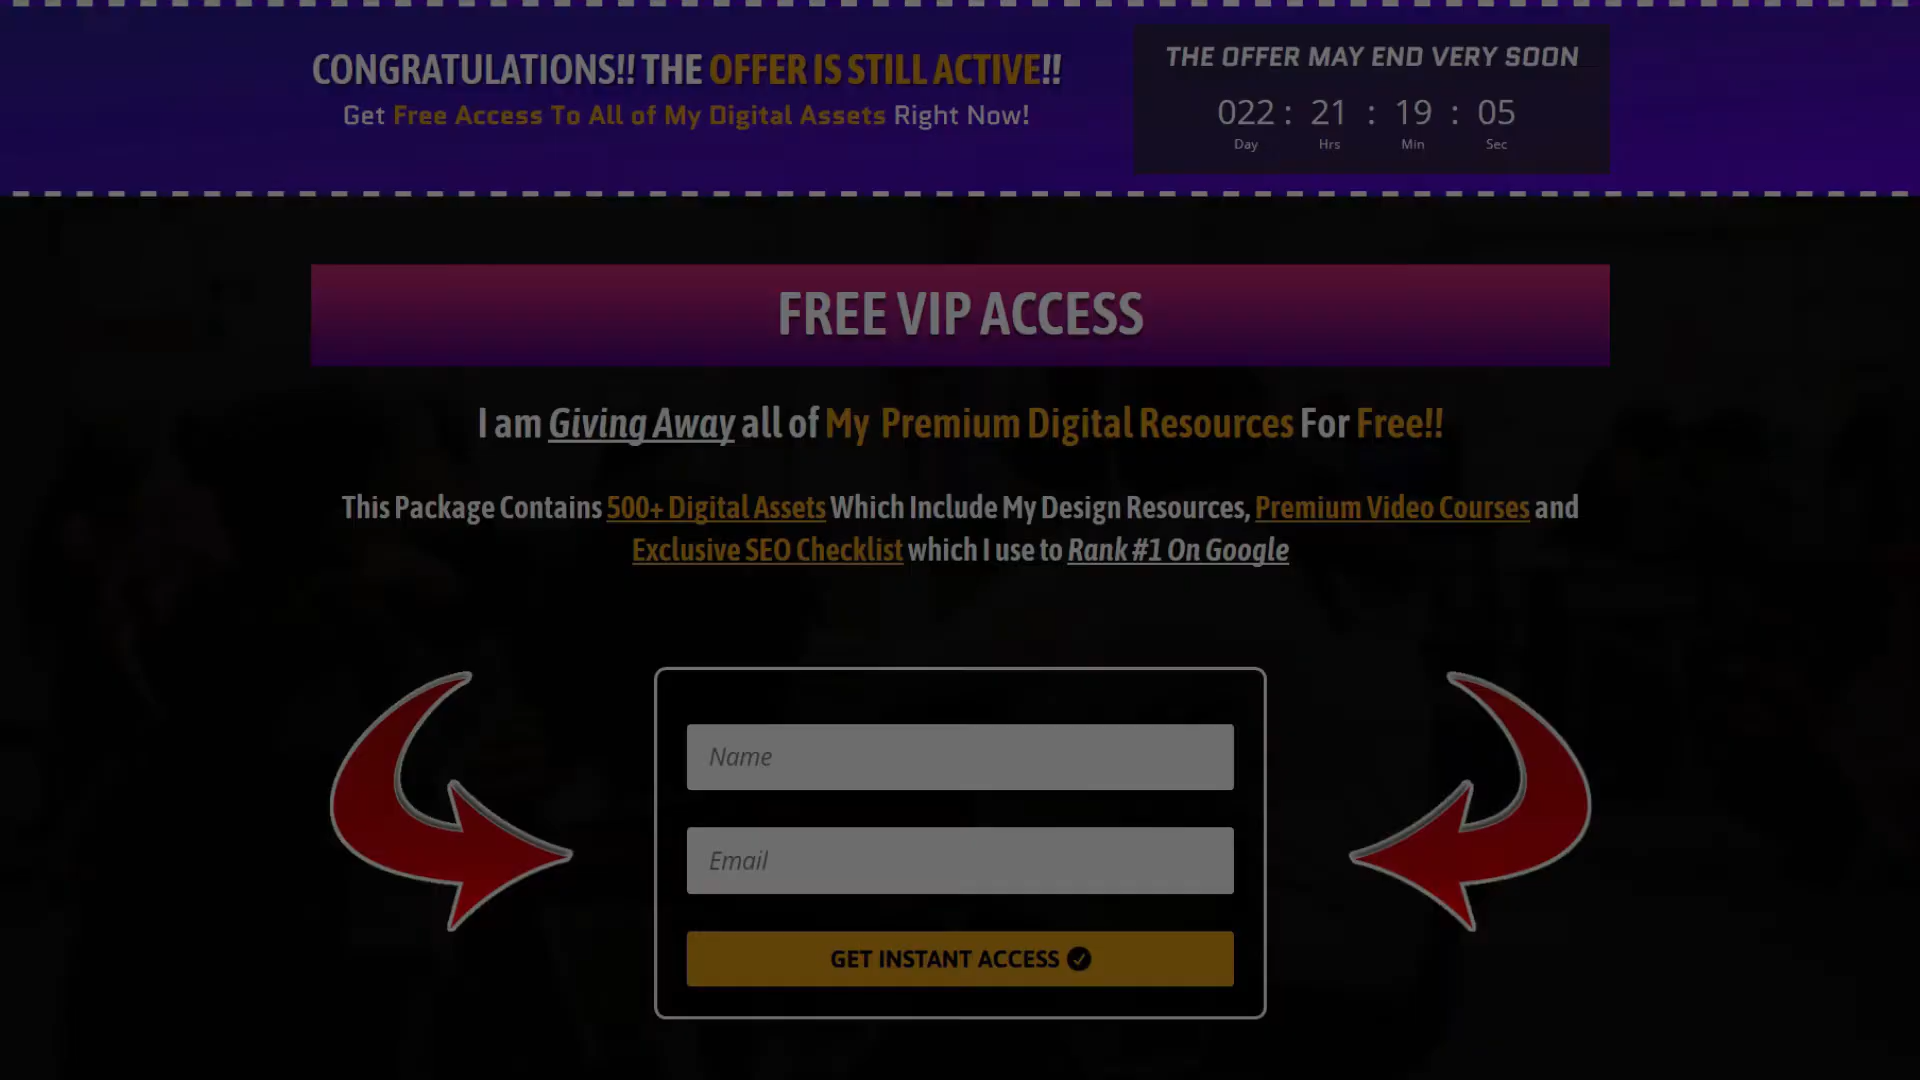 CONGRATULATIONS!! THE OFFER IS STILL ACTIVE!!
Get Free Access To All of My Digital Assets Right Now!
THE OFFER MAY END VERY SOON
022 : 21 : 19 : 05
Day Hrs Min Sec
FREE VIP ACCESS
I am Giving Away all of My Premium Digital Resources For Free!!
This Package Contains 500+ Digital Assets Which Include My Design Resources, Premium Video Courses and
Exclusive SEO Checklist which I use to Rank #1 On Google
Name
Email
GET INSTANT ACCESS